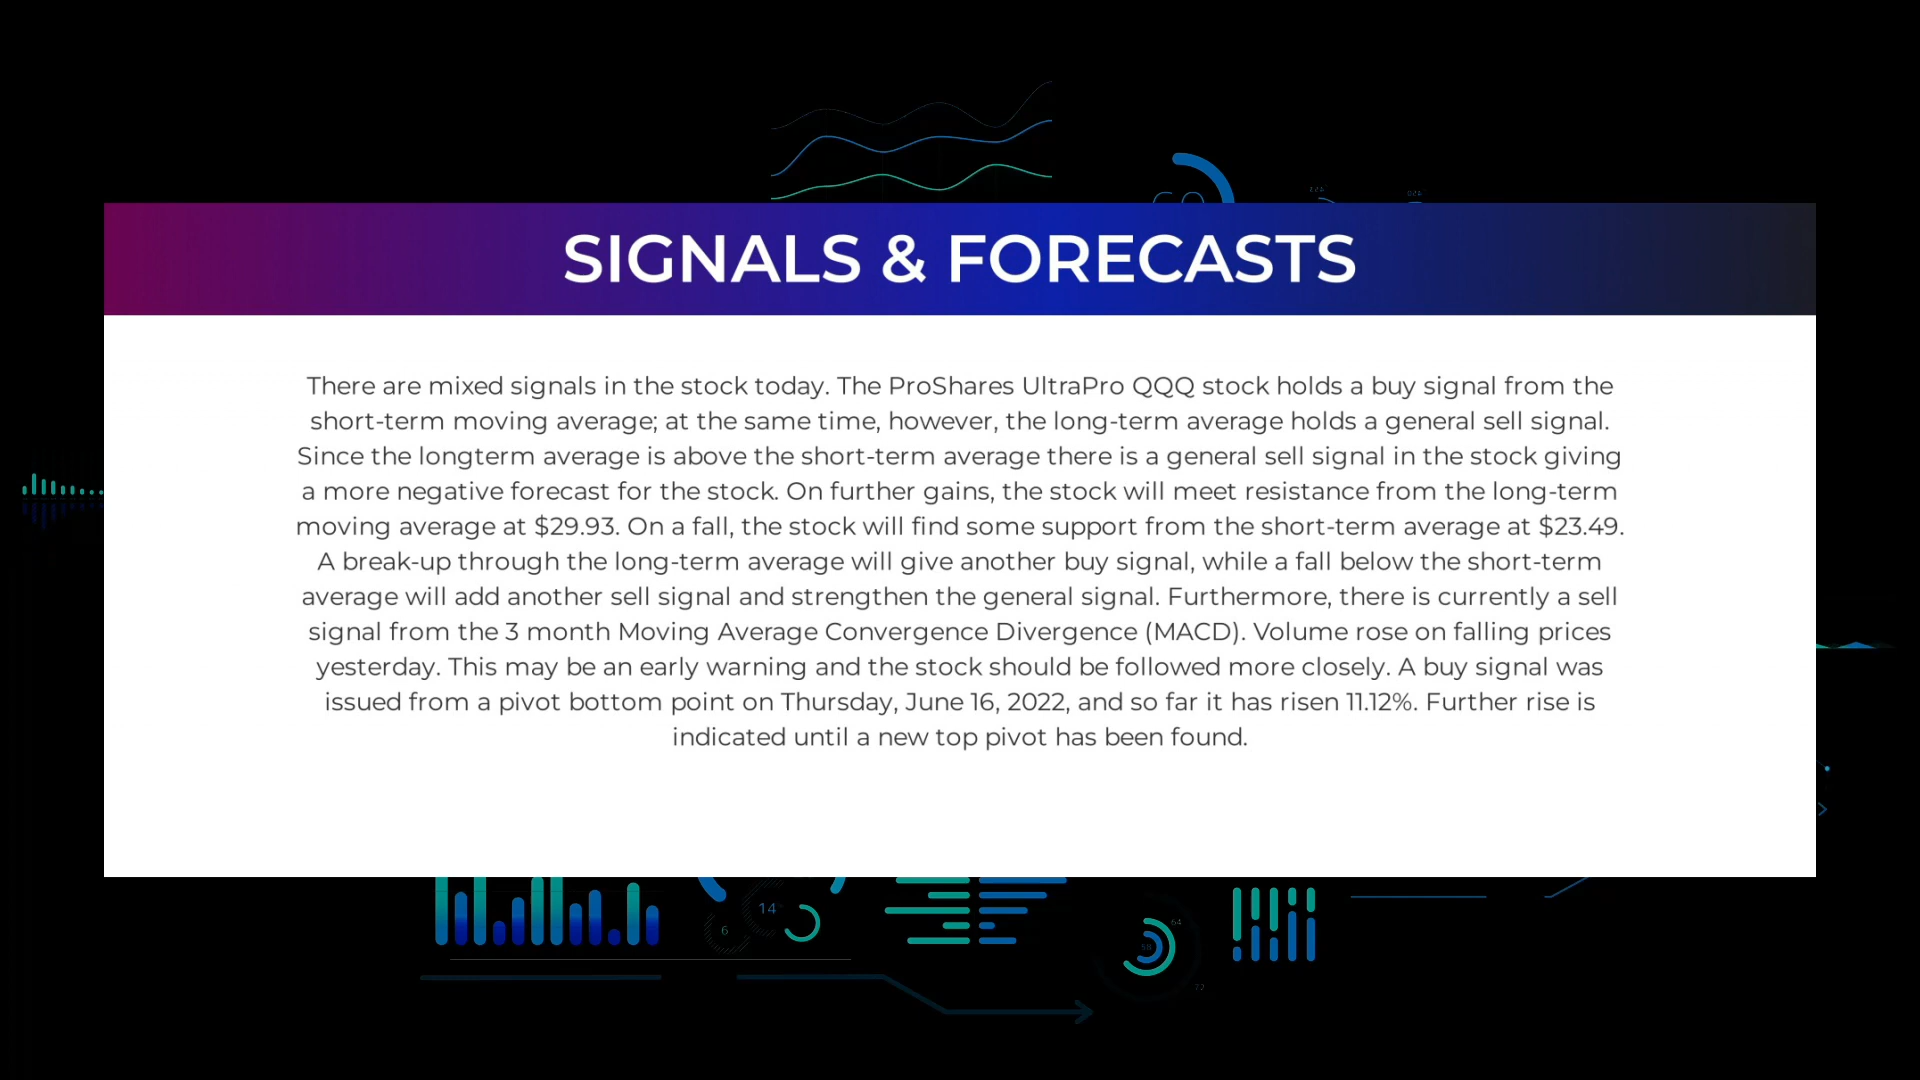 SIGNALS & FORECASTS
There are mixed signals in the stock today. The ProShares UltraPro QQQ stock holds a buy signal from the
short-term moving average; at the same time, however, the long-term average holds a general sell signal.
Since the longterm average is above the short-term average there is a general sell signal in the stock giving
a more negative forecast for the stock. On further gains, the stock will meet resistance from the long-term
moving average at $29.93. On a fall, the stock will find some support from the short-term average at $23.49.
A break-up through the long-term average will give another buy signal, while a fall below the short-term
average will add another sell signal and strengthen the general signal. Furthermore, there is currently a sell
signal from the 3 month Moving Average Convergence Divergence (MACD). Volume rose on falling prices
yesterday. This may be an early warning and the stock should be followed more closely. A buy signal was
issued from a pivot bottom point on Thursday, June 16, 2022, and so far it has risen 11.12%. Further rise is
indicated until a new top pivot has been found.
14
6
64
72